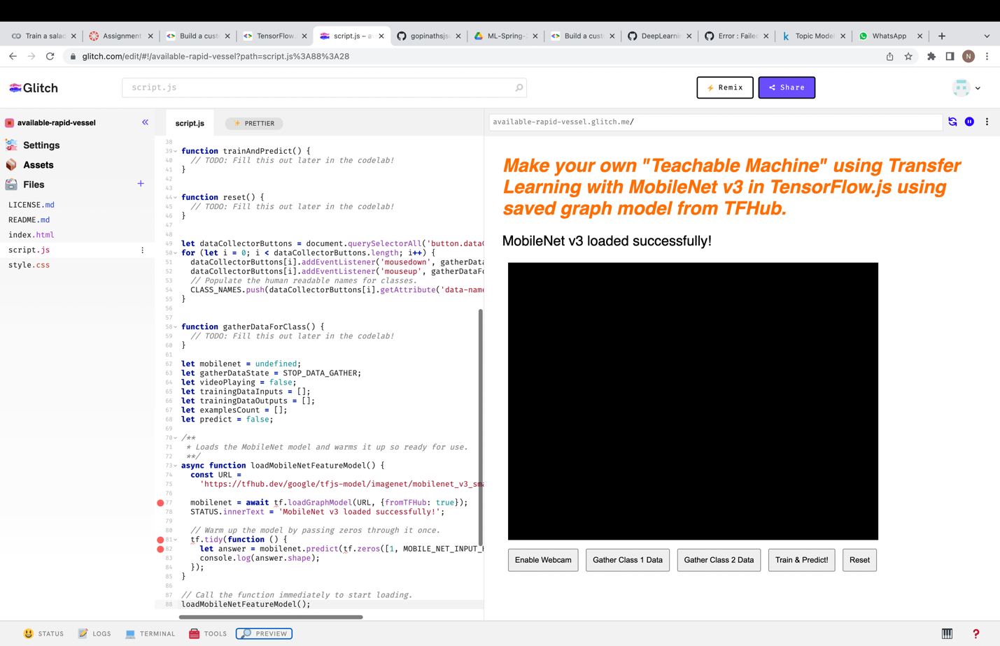 Train a salad
Assignment
Build a custo
TensorFlow.
script.js – av
gopinathsjsu
ML-Spring-2
Build a custo
DeepLearnin
Error : Failed
Topic Model
WhatsApp
glitch.com/edit/#!/available-rapid-vessel?path=script.js%3A88%3A28
N
Glitch
script.js
Remix
Share
available-rapid-vessel
Settings
Assets
Files
LICENSE.md
README.md
index.html
script.js
style.css
script.js
PRETTIER
38
39 function trainAndPredict() {
40 // TODO: Fill this out later in the codelab!
41 }
42
43
44 function reset() {
45 // TODO: Fill this out later in the codelab!
46 }
47
48
49 let dataCollectorButtons = document.querySelectorAll('button.dataC
50 for (let i = 0; i < dataCollectorButtons.length; i++) {
51 dataCollectorButtons[i].addEventListener('mousedown', gatherData
52 dataCollectorButtons[i].addEventListener('mouseup', gatherDataFo
53 // Populate the human readable names for classes.
54 CLASS_NAMES.push(dataCollectorButtons[i].getAttribute('data-name
55 }
56
57
58 function gatherDataForClass() {
59 // TODO: Fill this out later in the codelab!
60 }
61
62 let mobilenet = undefined;
63 let gatherDataState = STOP_DATA_GATHER;
64 let videoPlaying = false;
65 let trainingDataInputs = [];
66 let trainingDataOutputs = [];
67 let examplesCount = [];
68 let predict = false;
69
70 /**
71 * Loads the MobileNet model and warms it up so ready for use.
72 **/
73 async function loadMobileNetFeatureModel() {
74 const URL =
75 'https://tfhub.dev/google/tfjs-model/imagenet/mobilenet_v3_sma
76
77 mobilenet = await tf.loadGraphModel(URL, {fromTFHub: true});
78 STATUS.innerText = 'MobileNet v3 loaded successfully!';
79
80 // Warm up the model by passing zeros through it once.
81 tf.tidy(function () {
82 let answer = mobilenet.predict(tf.zeros([1, MOBILE_NET_INPUT_H
83 console.log(answer.shape);
84 });
85 }
86
87 // Call the function immediately to start loading.
88 loadMobileNetFeatureModel();
available-rapid-vessel.glitch.me/
Make your own "Teachable Machine" using Transfer
Learning with MobileNet v3 in TensorFlow.js using
saved graph model from TFHub.
MobileNet v3 loaded successfully!
Enable Webcam
Gather Class 1 Data
Gather Class 2 Data
Train & Predict!
Reset
STATUS
LOGS
TERMINAL
TOOLS
PREVIEW
?